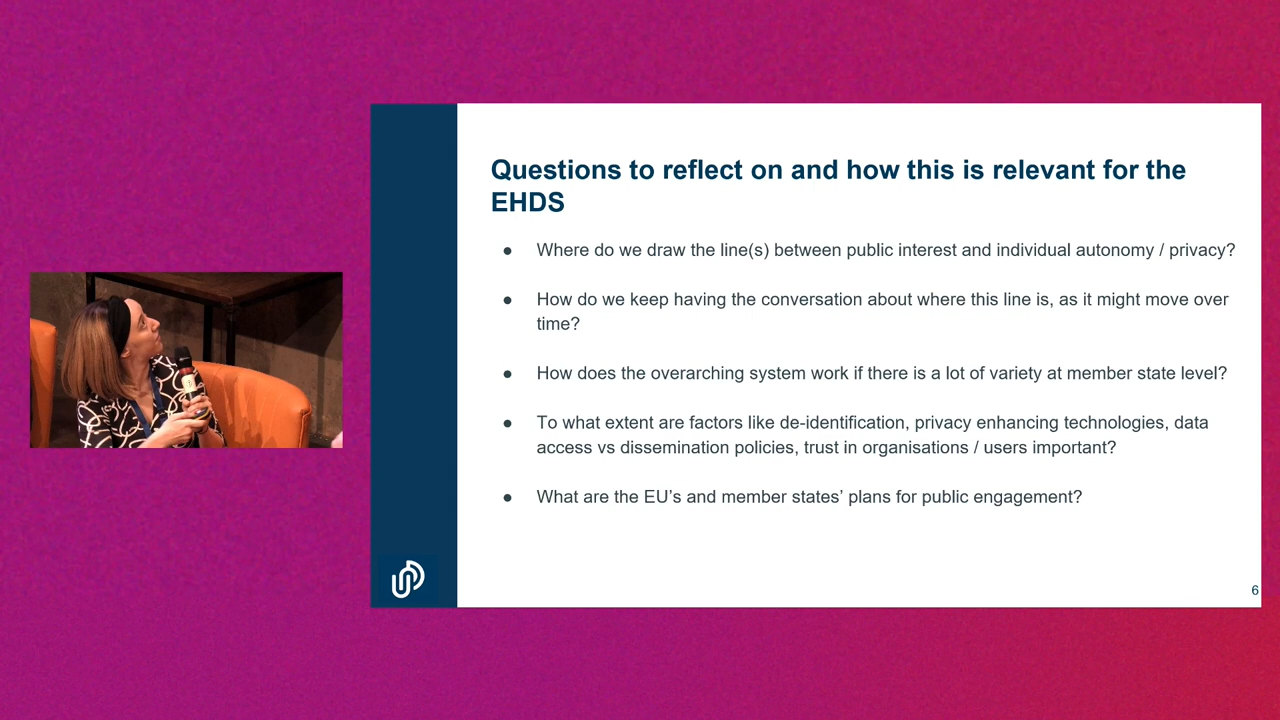 Questions to reflect on and how this is relevant for the
EHDS
● Where do we draw the line(s) between public interest and individual autonomy / privacy?
● How do we keep having the conversation about where this line is, as it might move over
time?
● How does the overarching system work if there is a lot of variety at member state level?
● To what extent are factors like de-identification, privacy enhancing technologies, data
access vs dissemination policies, trust in organisations / users important?
● What are the EU’s and member states’ plans for public engagement?
6